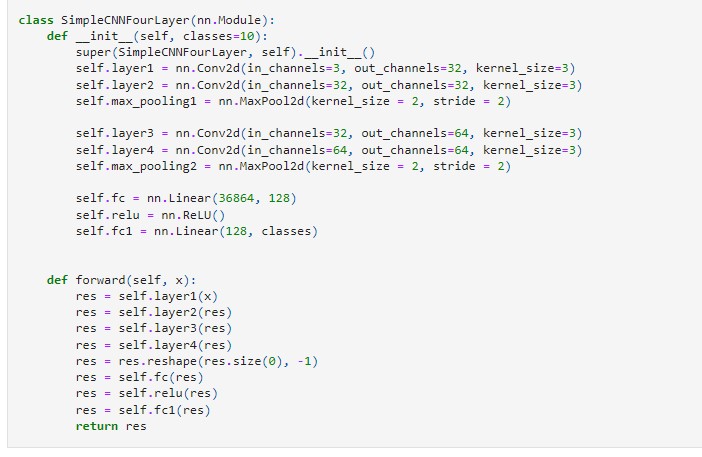 class SimpleCNNFourLayer(nn.Module):
    def __init__(self, classes=10):
        super(SimpleCNNFourLayer, self).__init__()
        self.layer1 = nn.Conv2d(in_channels=3, out_channels=32, kernel_size=3)
        self.layer2 = nn.Conv2d(in_channels=32, out_channels=32, kernel_size=3)
        self.max_pooling1 = nn.MaxPool2d(kernel_size = 2, stride = 2)

        self.layer3 = nn.Conv2d(in_channels=32, out_channels=64, kernel_size=3)
        self.layer4 = nn.Conv2d(in_channels=64, out_channels=64, kernel_size=3)
        self.max_pooling2 = nn.MaxPool2d(kernel_size = 2, stride = 2)

        self.fc = nn.Linear(36864, 128)
        self.relu = nn.ReLU()
        self.fc1 = nn.Linear(128, classes)


    def forward(self, x):
        res = self.layer1(x)
        res = self.layer2(res)
        res = self.layer3(res)
        res = self.layer4(res)
        res = res.reshape(res.size(0), -1)
        res = self.fc(res)
        res = self.relu(res)
        res = self.fc1(res)
        return res